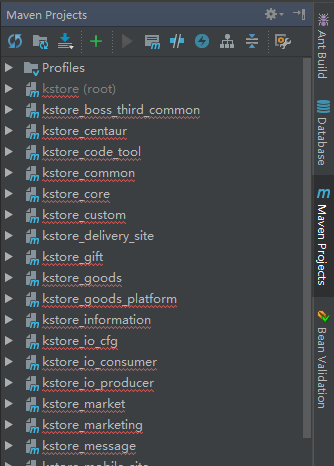 Maven Projects
Profiles
kstore (root)
kstore_boss_third_common
kstore_centaur
kstore_code_tool
kstore_common
kstore_core
kstore_custom
kstore_delivery_site
kstore_gift
kstore_goods
kstore_goods_platform
kstore_information
kstore_io_cfg
kstore_io_consumer
kstore_io_producer
kstore_market
kstore_marketing
kstore_message
kstore_mobile_site
Ant Build
Database
Maven Projects
Bean Validation